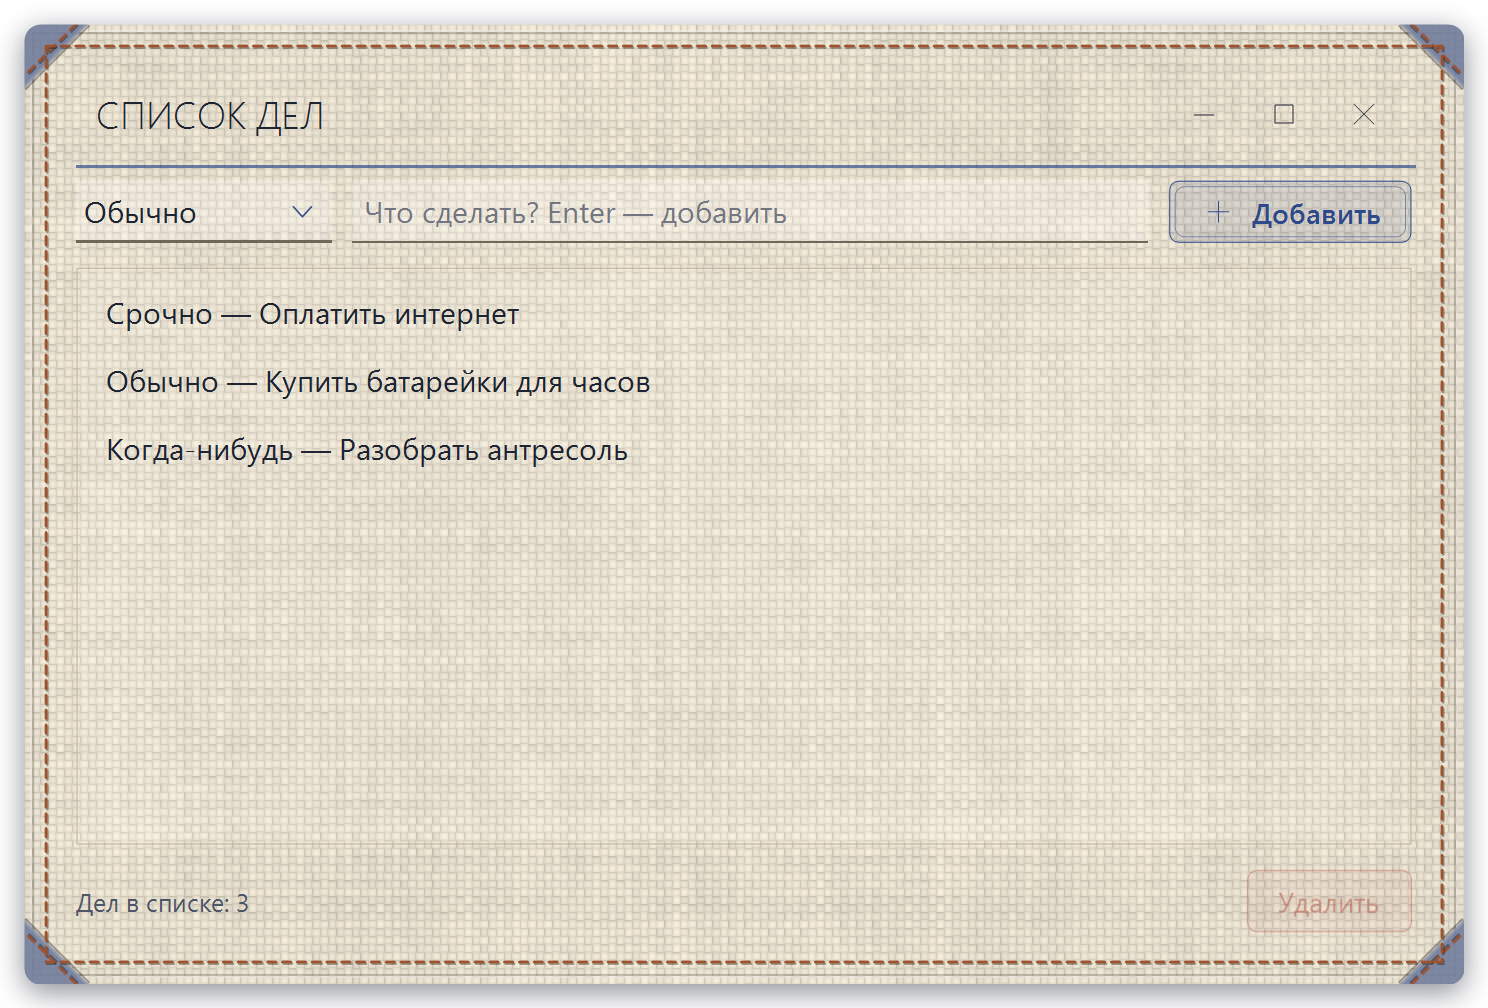 СПИСОК ДЕЛ
Обычно
Что сделать? Enter — добавить
Добавить
Срочно — Оплатить интернет
Обычно — Купить батарейки для часов
Когда-нибудь — Разобрать антресоль
Дел в списке: 3
Удалить